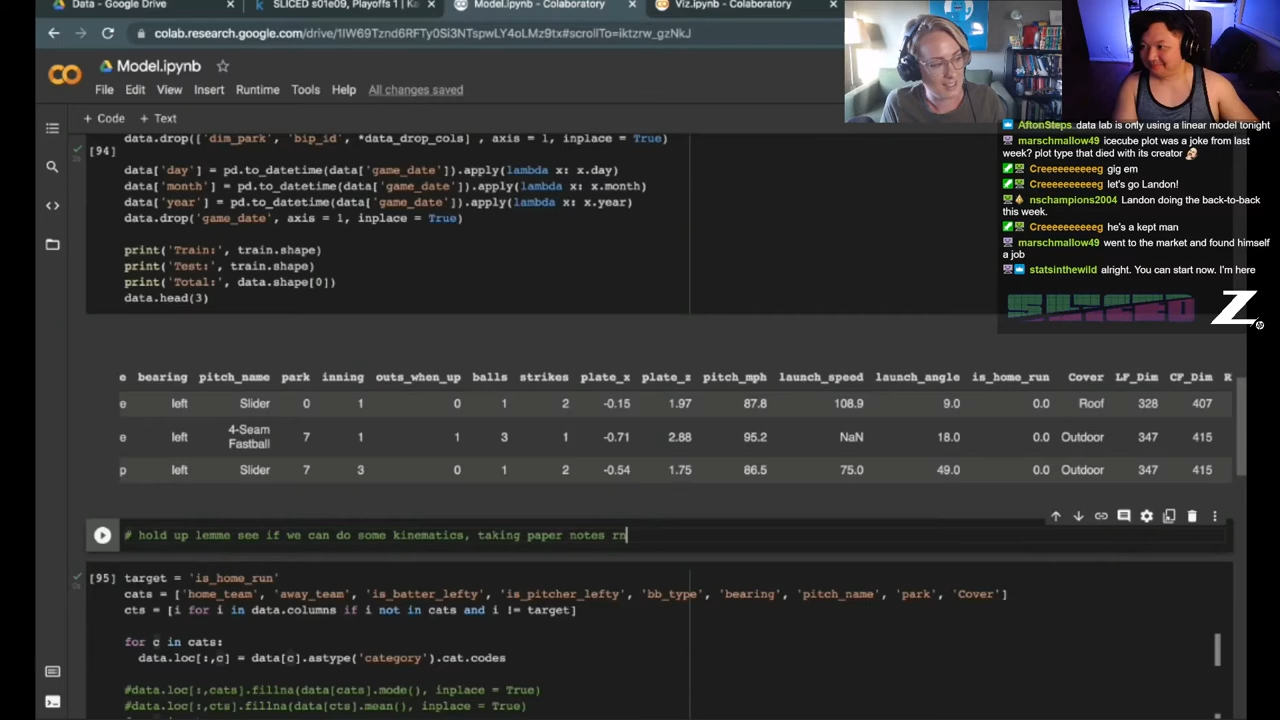 Data - Google Drive
SLICED s01e09, Playoffs 1 | Ka
Model.ipynb - Colaboratory
Viz.ipynb - Colaboratory
colab.research.google.com/drive/1IW69Tznd6RFTy0Si3NTspwLY4oLMz9tx#scrollTo=iktzrw_gzNkJ
Model.ipynb
File Edit View Insert Runtime Tools Help All changes saved
+ Code + Text
data.drop(['dim_park', 'bip_id', *data_drop_cols] , axis = 1, inplace = True)
[94]
data['day'] = pd.to_datetime(data['game_date']).apply(lambda x: x.day)
data['month'] = pd.to_datetime(data['game_date']).apply(lambda x: x.month)
data['year'] = pd.to_datetime(data['game_date']).apply(lambda x: x.year)
data.drop('game_date', axis = 1, inplace = True)
print('Train:', train.shape)
print('Test:', train.shape)
print('Total:', data.shape[0])
data.head(3)
e bearing pitch_name park inning outs_when_up balls strikes plate_x plate_z pitch_mph launch_speed launch_angle is_home_run Cover LF_Dim CF_Dim R
e left Slider 0 1 0 1 2 -0.15 1.97 87.8 108.9 9.0 0.0 Roof 328 407
e left 4-Seam Fastball 7 1 1 3 1 -0.71 2.88 95.2 NaN 18.0 0.0 Outdoor 347 415
p left Slider 7 3 0 1 2 -0.54 1.75 86.5 75.0 49.0 0.0 Outdoor 347 415
# hold up lemme see if we can do some kinematics, taking paper notes rn
[95] target = 'is_home_run'
cats = ['home_team', 'away_team', 'is_batter_lefty', 'is_pitcher_lefty', 'bb_type', 'bearing', 'pitch_name', 'park', 'Cover']
cts = [i for i in data.columns if i not in cats and i != target]
for c in cats:
data.loc[:,c] = data[c].astype('category').cat.codes
#data.loc[:,cats].fillna(data[cats].mode(), inplace = True)
#data.loc[:,cts].fillna(data[cts].mean(), inplace = True)
AftonSteps data lab is only using a linear model tonight
marschmallow49 icecube plot was a joke from last
week? plot type that died with its creator
Creeeeeeeeeg gig em
Creeeeeeeeeg let's go Landon!
nschampions2004 Landon doing the back-to-back
this week.
Creeeeeeeeeg he's a kept man
marschmallow49 went to the market and found himself
a job
statsinthewild alright. You can start now. I'm here
SLICED
Z
hp